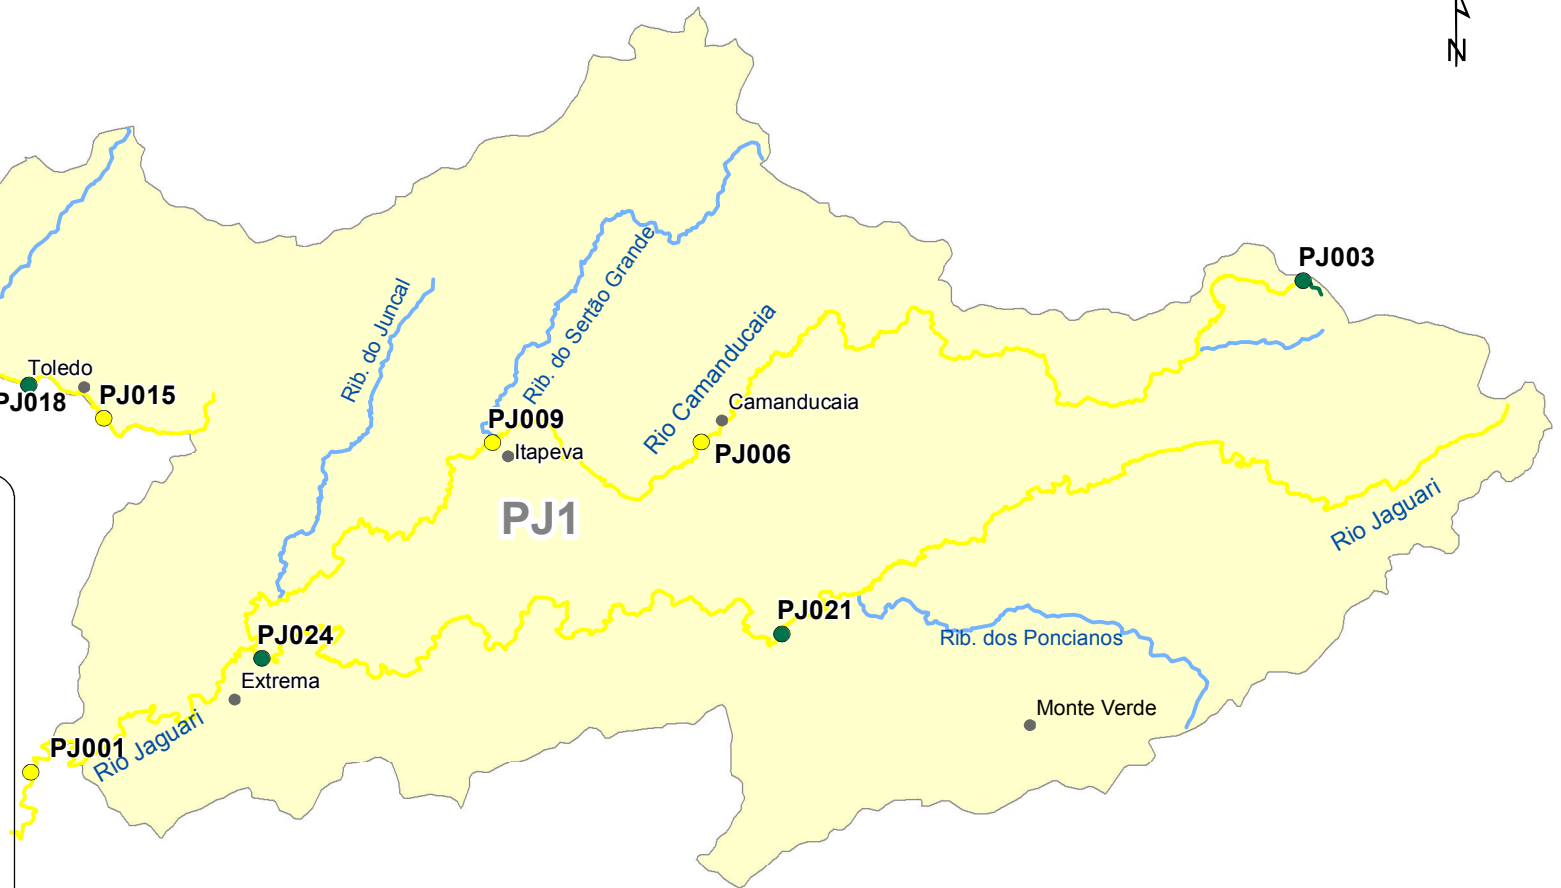 N
PJ003
Rib. do Juncal
Rib. do Sertão Grande
Rio Camanducaia
Toledo
PJ018
PJ015
PJ009
Itapeva
Camanducaia
PJ006
PJ1
Rio Jaguari
PJ021
Rib. dos Poncianos
PJ024
Extrema
Monte Verde
PJ001
Rio Jaguari